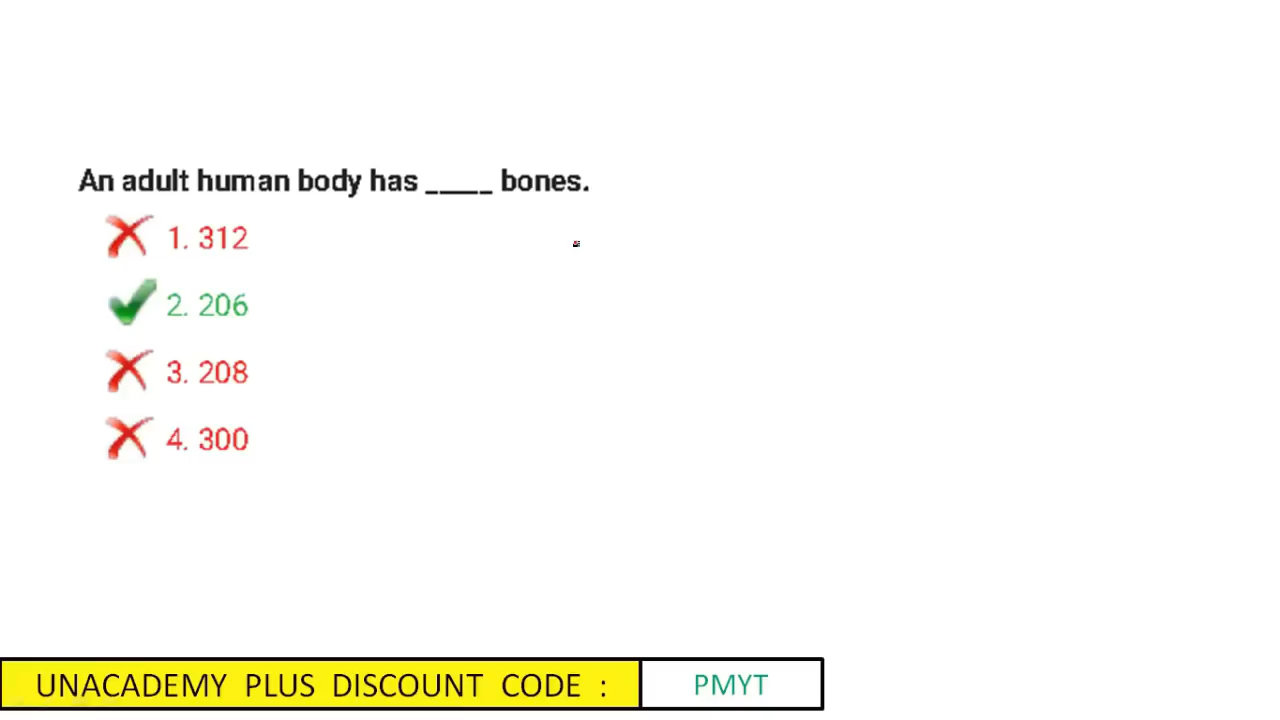 An adult human body has _____ bones.
1. 312
2. 206
3. 208
4. 300
UNACADEMY PLUS DISCOUNT CODE : PMYT